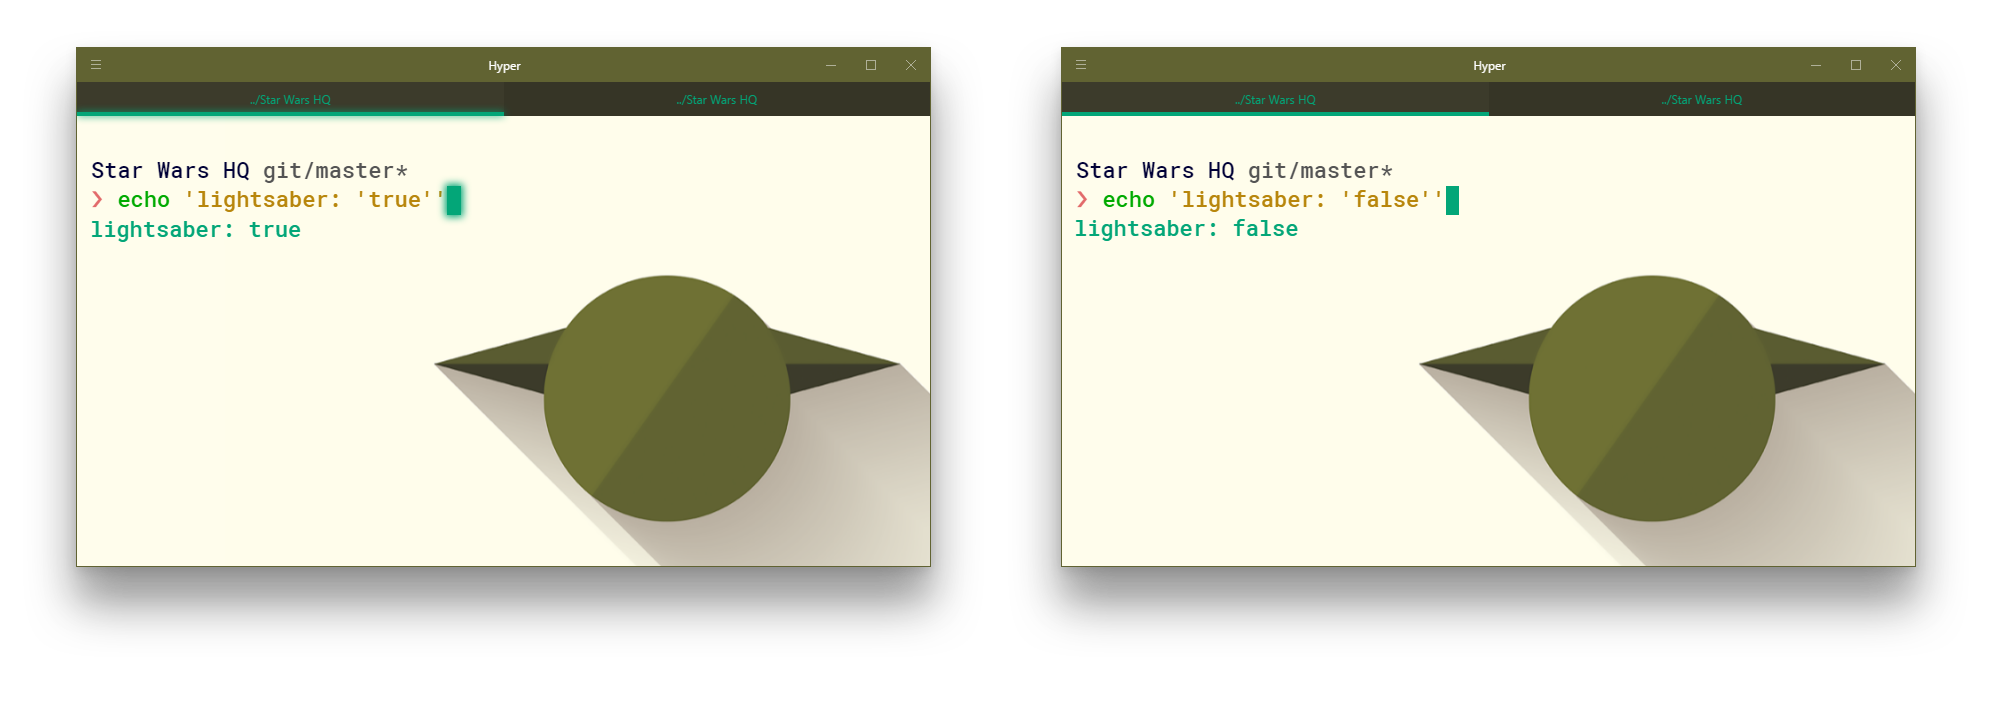 Hyper
../Star Wars HQ ../Star Wars HQ
Star Wars HQ git/master*
❯ echo 'lightsaber: 'true''
lightsaber: true
Hyper
../Star Wars HQ ../Star Wars HQ
Star Wars HQ git/master*
❯ echo 'lightsaber: 'false''
lightsaber: false